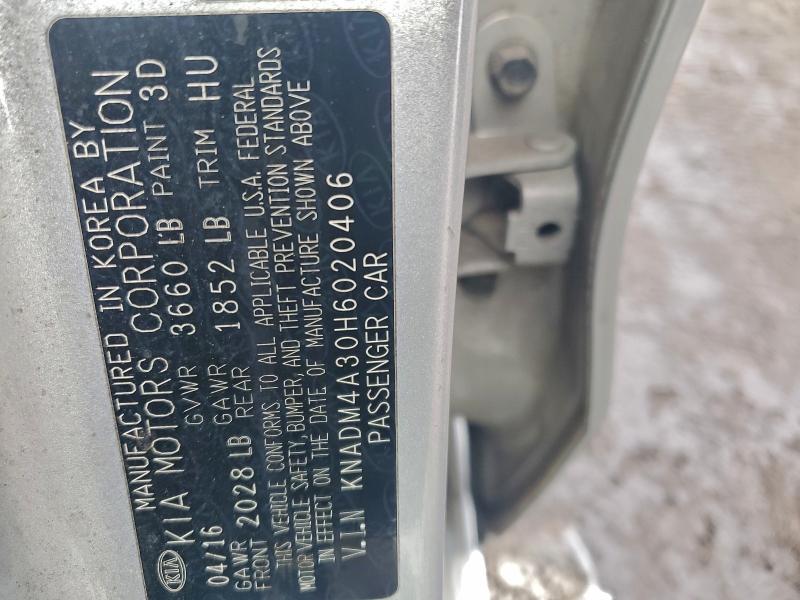 MANUFACTURED IN KOREA BY
KIA KIA MOTORS CORPORATION
04/16 GVWR 3660 LB PAINT 3D
GAWR FRONT 2028 LB GAWR REAR 1852 LB TRIM HU
THIS VEHICLE CONFORMS TO ALL APPLICABLE U.S.A. FEDERAL
MOTOR VEHICLE SAFETY, BUMPER, AND THEFT PREVENTION STANDARDS
IN EFFECT ON THE DATE OF MANUFACTURE SHOWN ABOVE
V.I.N KNADM4A30H6020406
PASSENGER CAR